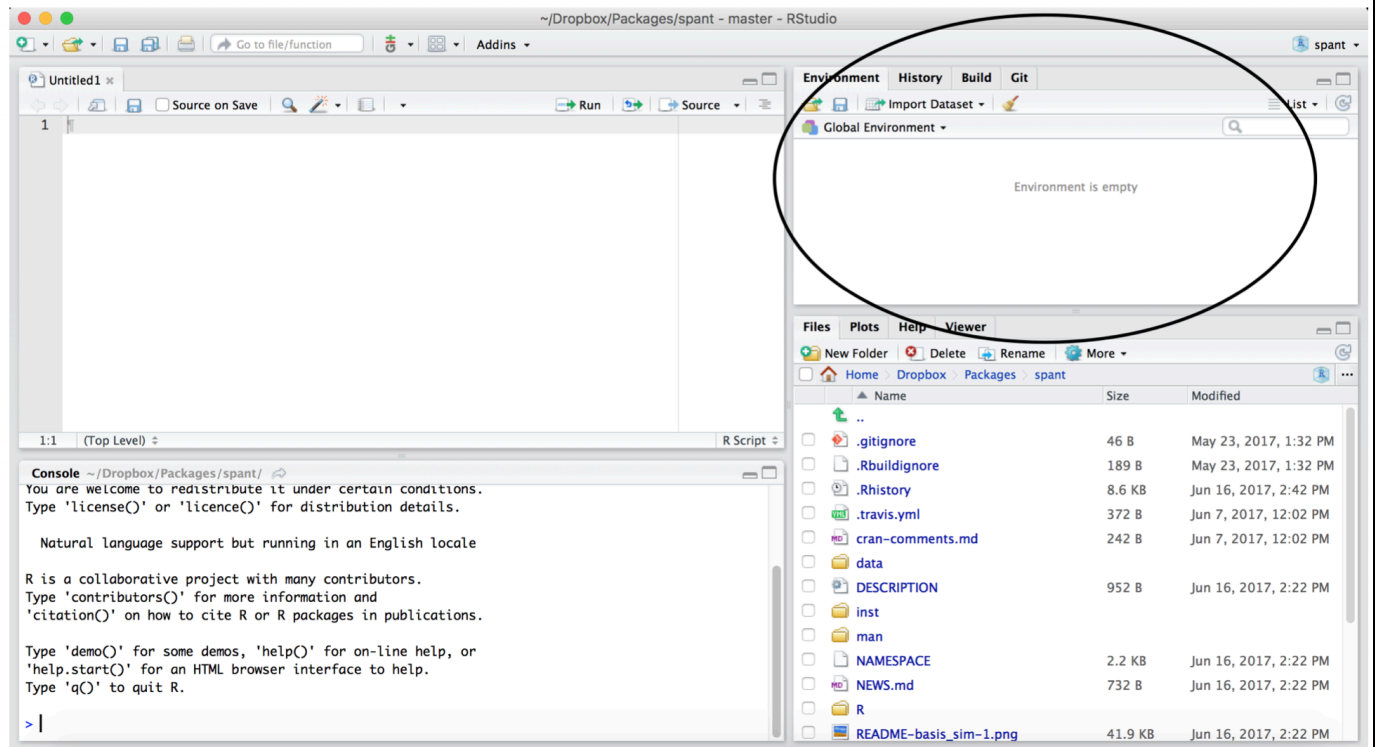 ~/Dropbox/Packages/spant - master - RStudio
Go to file/function
Addins
spant
Untitled1
Source on Save
Run
Source
1
1:1 (Top Level)
R Script
Console ~/Dropbox/Packages/spant/
You are welcome to redistribute it under certain conditions.
Type 'license()' or 'licence()' for distribution details.
Natural language support but running in an English locale
R is a collaborative project with many contributors.
Type 'contributors()' for more information and
'citation()' on how to cite R or R packages in publications.
Type 'demo()' for some demos, 'help()' for on-line help, or
'help.start()' for an HTML browser interface to help.
Type 'q()' to quit R.
>
Environment History Build Git
Import Dataset
List
Global Environment
Environment is empty
Files Plots Help Viewer
New Folder Delete Rename More
Home Dropbox Packages spant
Name Size Modified
..
.gitignore 46 B May 23, 2017, 1:32 PM
.Rbuildignore 189 B May 23, 2017, 1:32 PM
.Rhistory 8.6 KB Jun 16, 2017, 2:42 PM
.travis.yml 372 B Jun 7, 2017, 12:02 PM
cran-comments.md 242 B Jun 7, 2017, 12:02 PM
data
DESCRIPTION 952 B Jun 16, 2017, 2:22 PM
inst
man
NAMESPACE 2.2 KB Jun 16, 2017, 2:22 PM
NEWS.md 732 B Jun 16, 2017, 2:22 PM
R
README-basis_sim-1.png 41.9 KB Jun 16, 2017, 2:22 PM